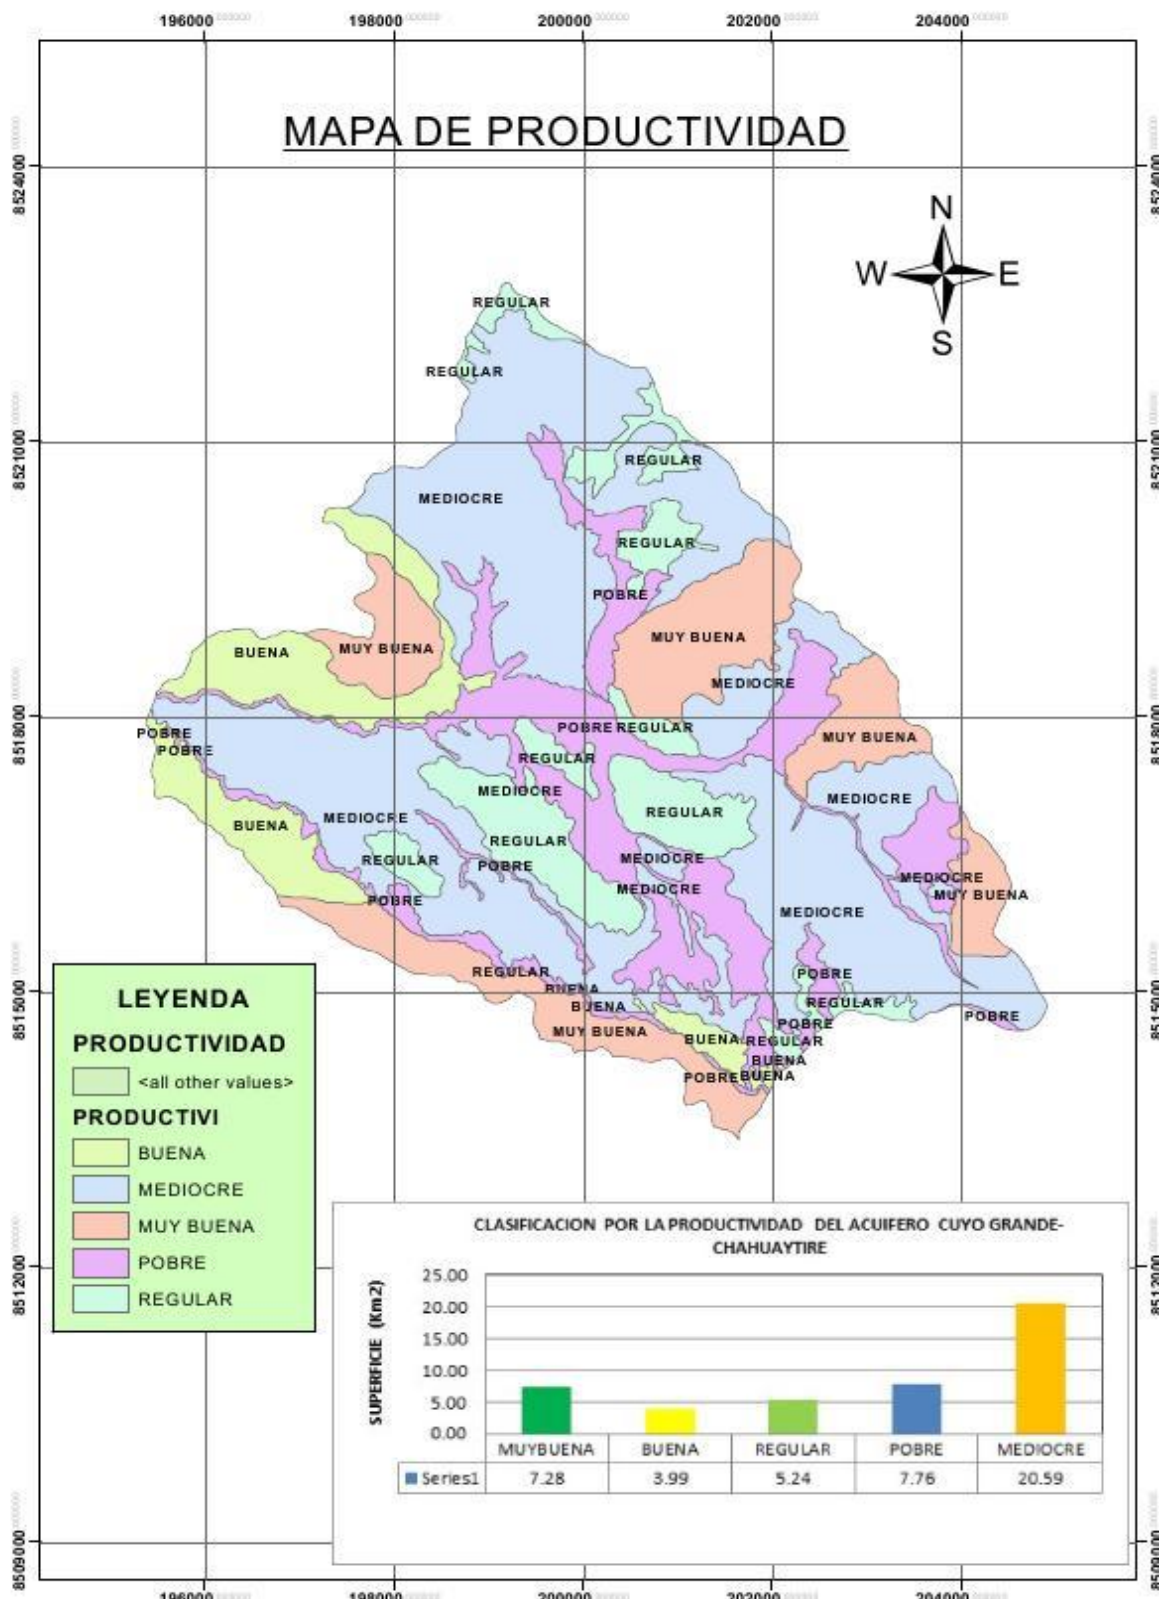 196000 198000 200000 202000 204000
MAPA DE PRODUCTIVIDAD
8524000 8524000
N
W E
S
REGULAR
REGULAR
8521000 8521000
REGULAR
MEDIOCRE
REGULAR
POBRE
MUY BUENA
BUENA MUY BUENA
MEDIOCRE
8518000 8518000
POBRE REGULAR
POBRE
MUY BUENA
POBRE
REGULAR
MEDIOCRE
MEDIOCRE
REGULAR
MEDIOCRE
BUENA
REGULAR
MEDIOCRE
REGULAR
POBRE
MEDIOCRE
MEDIOCRE
MUY BUENA
POBRE
MEDIOCRE
REGULAR
POBRE
BUENA
8515000 8515000
BUENA
REGULAR
POBRE
POBRE
MUY BUENA
BUENA
REGULAR
BUENA
POBRE
BUENA
LEYENDA
PRODUCTIVIDAD
<all other values>
PRODUCTIVI
BUENA
MEDIOCRE
MUY BUENA
POBRE
REGULAR
CLASIFICACION POR LA PRODUCTIVIDAD DEL ACUIFERO CUYO GRANDE-
CHAHUAYTIRE
SUPERFICIE (Km2)
25.00
20.00
15.00
10.00
5.00
0.00
MUYBUENA BUENA REGULAR POBRE MEDIOCRE
Series1 7.28 3.99 5.24 7.76 20.59
8512000 8512000
8509000 8509000
196000 198000 200000 202000 204000